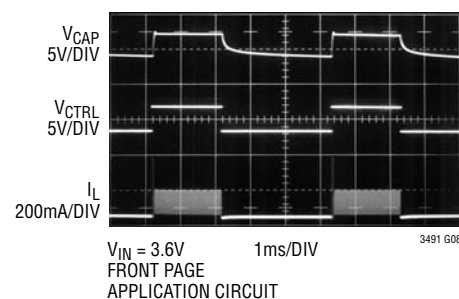 VCAP
5V/DIV
VCTRL
5V/DIV
IL
200mA/DIV
VIN = 3.6V 1ms/DIV 3491 G08
FRONT PAGE
APPLICATION CIRCUIT